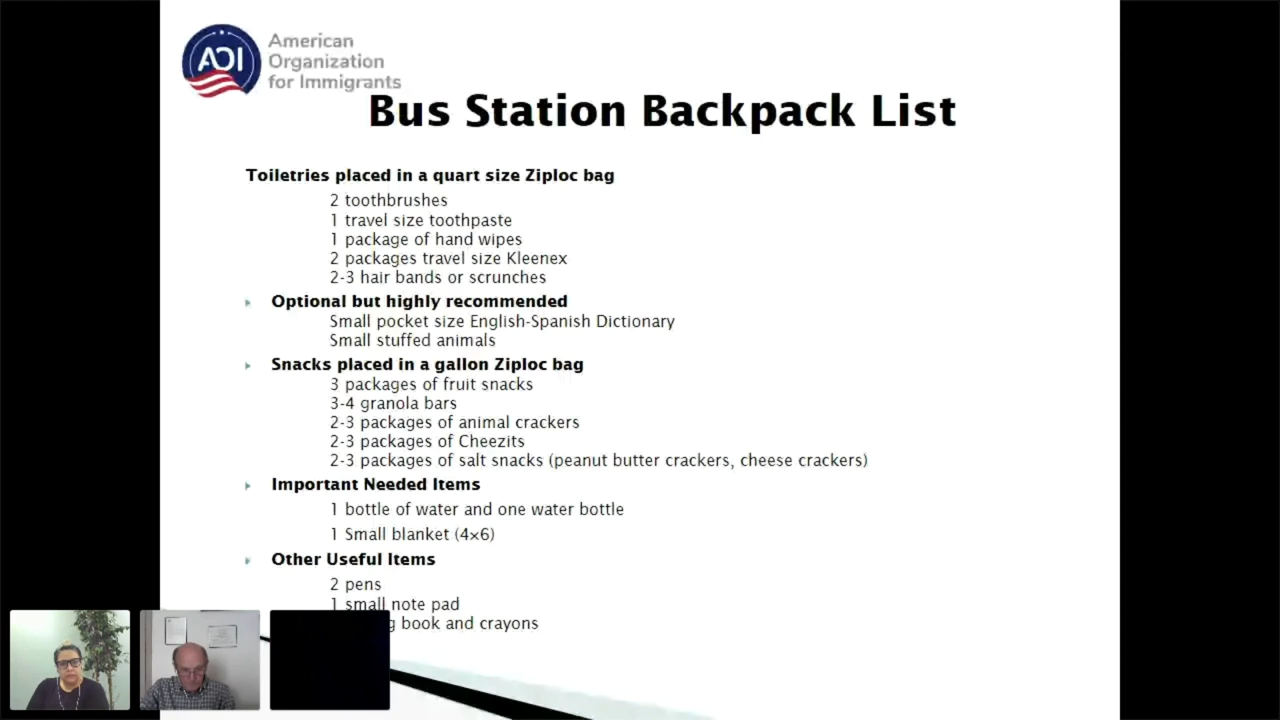 AOI
American
Organization
for Immigrants
Bus Station Backpack List
Toiletries placed in a quart size Ziploc bag
2 toothbrushes
1 travel size toothpaste
1 package of hand wipes
2 packages travel size Kleenex
2-3 hair bands or scrunches
Optional but highly recommended
Small pocket size English-Spanish Dictionary
Small stuffed animals
Snacks placed in a gallon Ziploc bag
3 packages of fruit snacks
3-4 granola bars
2-3 packages of animal crackers
2-3 packages of Cheezits
2-3 packages of salt snacks (peanut butter crackers, cheese crackers)
Important Needed Items
1 bottle of water and one water bottle
1 Small blanket (4×6)
Other Useful Items
2 pens
1 small note pad
book and crayons